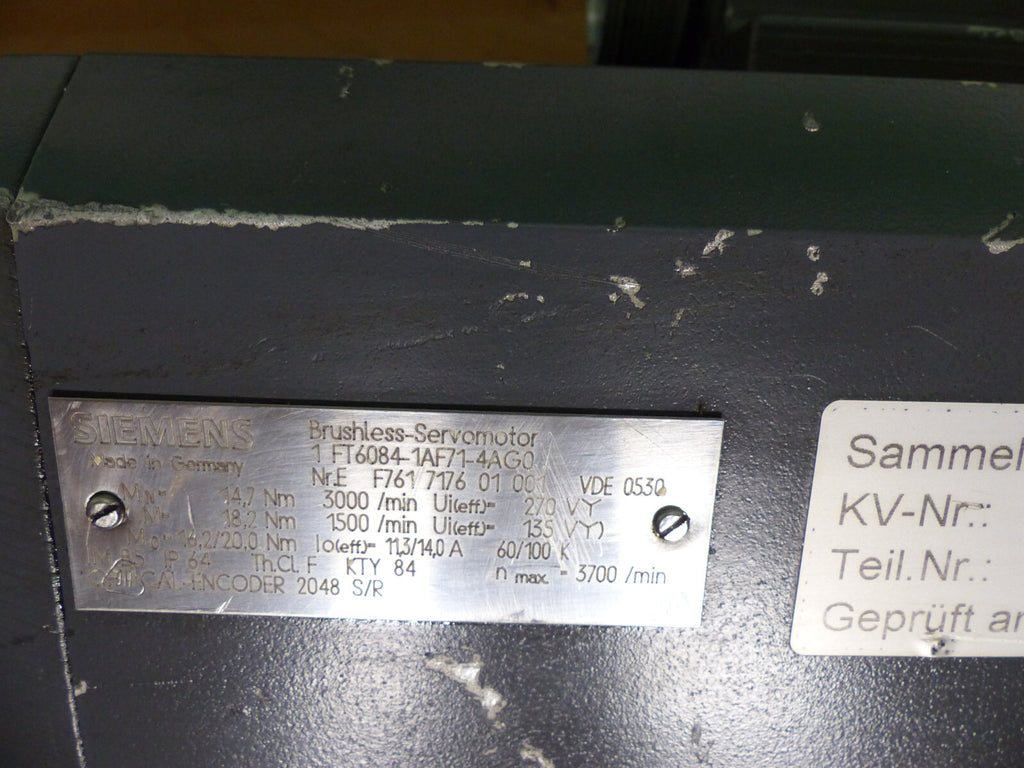 SIEMENS
Made in Germany
Brushless-Servomotor
1 FT6084-1AF71-4AG0
Nr.E F761 7176 01 001 VDE 0530
14,7 Nm 3000 /min Ui(eff)= 270 V Y
18,2 Nm 1500 /min Ui(eff)= 135 V Y
16,2/20,0 Nm Io(eff)= 11,3/14,0 A 60/100 K
IP 64 Th.Cl. F KTY 84 n max. = 3700 /min
ENCODER 2048 S/R
Sammel
KV-Nr.:
Teil.Nr.:
Geprüft am